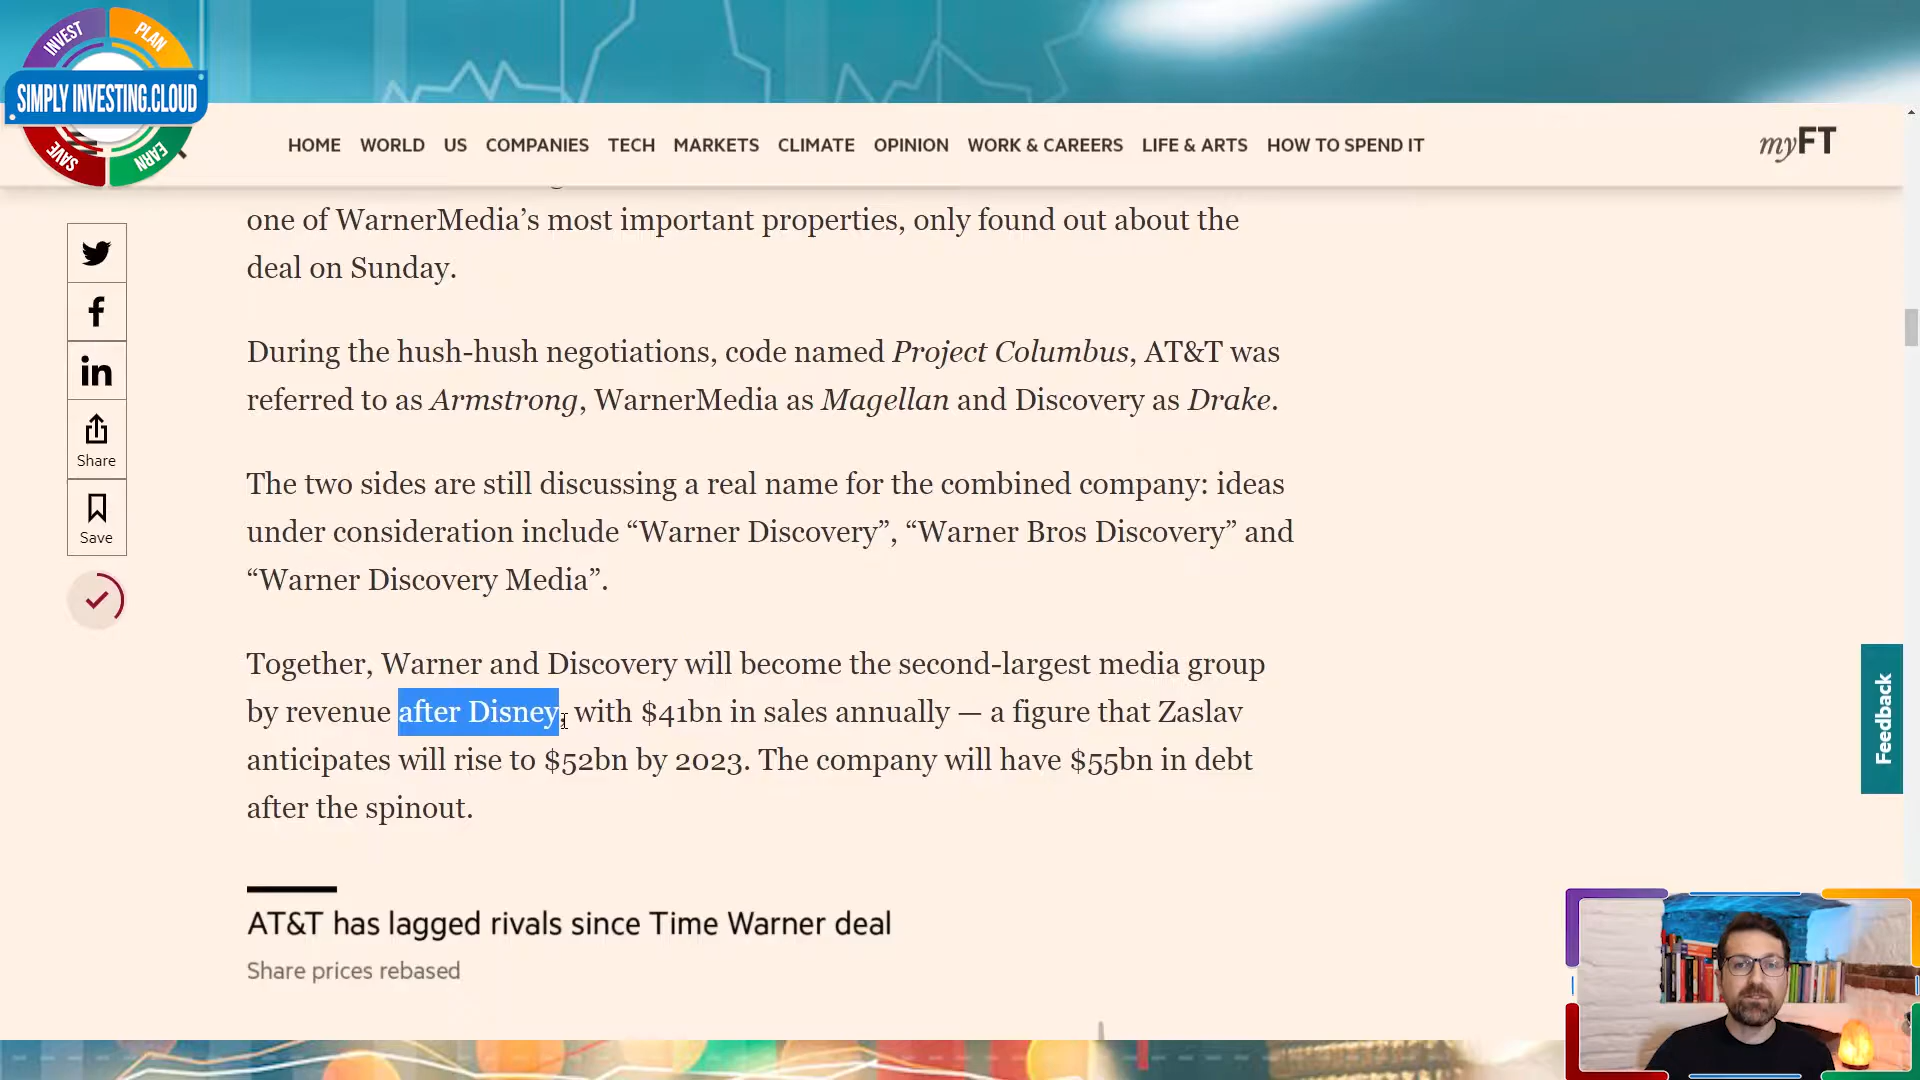 INVEST
PLAN
SIMPLY INVESTING.CLOUD
SAVE
EARN
HOME WORLD US COMPANIES TECH MARKETS CLIMATE OPINION WORK & CAREERS LIFE & ARTS HOW TO SPEND IT
myFT
one of WarnerMedia’s most important properties, only found out about the
deal on Sunday.
During the hush-hush negotiations, code named Project Columbus, AT&T was
referred to as Armstrong, WarnerMedia as Magellan and Discovery as Drake.
Share
The two sides are still discussing a real name for the combined company: ideas
under consideration include “Warner Discovery”, “Warner Bros Discovery” and
“Warner Discovery Media”.
Save
Together, Warner and Discovery will become the second-largest media group
by revenue after Disney, with $41bn in sales annually — a figure that Zaslav
anticipates will rise to $52bn by 2023. The company will have $55bn in debt
after the spinout.
Feedback
AT&T has lagged rivals since Time Warner deal
Share prices rebased